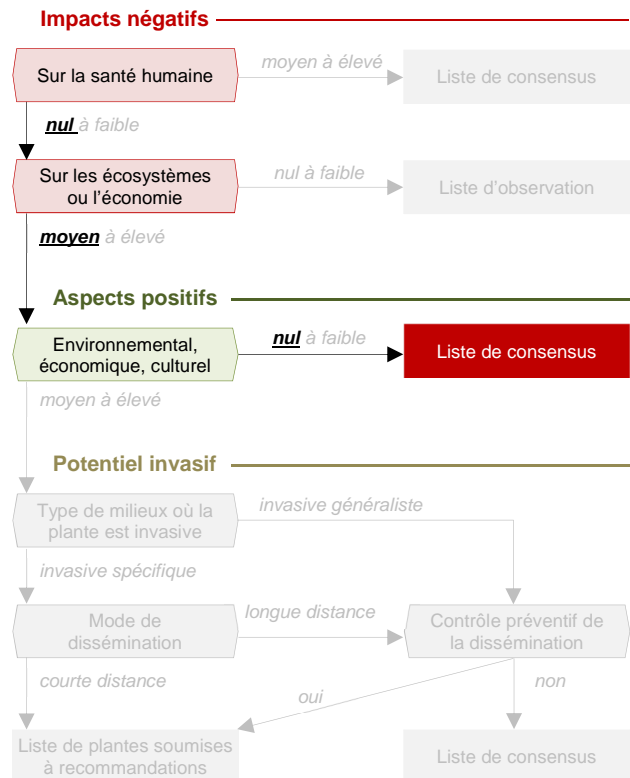 Impacts négatifs
Sur la santé humaine
moyen à élevé
Liste de consensus
nul à faible
Sur les écosystèmes
ou l’économie
nul à faible
Liste d’observation
moyen à élevé
Aspects positifs
Environnemental,
économique, culturel
nul à faible
Liste de consensus
moyen à élevé
Potentiel invasif
Type de milieux où la
plante est invasive
invasive généraliste
invasive spécifique
Mode de
dissémination
longue distance
Contrôle préventif de
la dissémination
courte distance
oui
non
Liste de plantes soumises
à recommandations
Liste de consensus